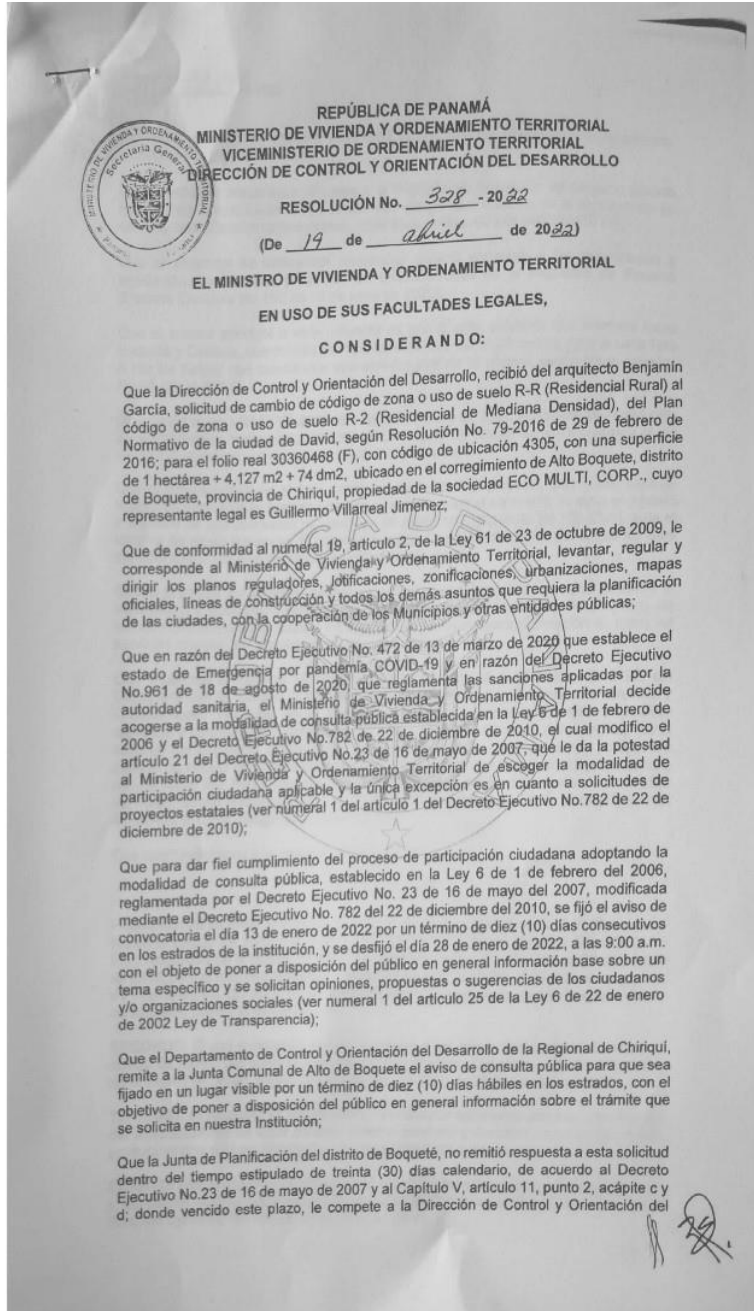 REPÚBLICA DE PANAMÁ
MINISTERIO DE VIVIENDA Y ORDENAMIENTO TERRITORIAL
VICEMINISTERIO DE ORDENAMIENTO TERRITORIAL
DIRECCIÓN DE CONTROL Y ORIENTACIÓN DEL DESARROLLO
Secretaría General
RESOLUCIÓN No. 328 - 2022
(De 19 de abriel de 2022)
EL MINISTRO DE VIVIENDA Y ORDENAMIENTO TERRITORIAL
EN USO DE SUS FACULTADES LEGALES,
CONSIDERANDO:
Que la Dirección de Control y Orientación del Desarrollo, recibió del arquitecto Benjamín
García, solicitud de cambio de código de zona o uso de suelo R-R (Residencial Rural) al
código de zona o uso de suelo R-2 (Residencial de Mediana Densidad), del Plan
Normativo de la ciudad de David, según Resolución No. 79-2016 de 29 de febrero de
2016; para el folio real 30360468 (F), con código de ubicación 4305, con una superficie
de 1 hectárea + 4,127 m2 + 74 dm2, ubicado en el corregimiento de Alto Boquete, distrito
de Boquete, provincia de Chiriquí, propiedad de la sociedad ECO MULTI, CORP., cuyo
representante legal es Guillermo Villarreal Jimenez;
Que de conformidad al numeral 19, artículo 2, de la Ley 61 de 23 de octubre de 2009, le
corresponde al Ministerio de Vivienda y Ordenamiento Territorial, levantar, regular y
dirigir los planos reguladores, lotificaciones, zonificaciones, urbanizaciones, mapas
oficiales, líneas de construcción y todos los demás asuntos que requiera la planificación
de las ciudades, con la cooperación de los Municipios y otras entidades públicas;
Que en razón del Decreto Ejecutivo No. 472 de 13 de marzo de 2020 que establece el
estado de Emergencia por pandemia COVID-19 y en razón del Decreto Ejecutivo
No.961 de 18 de agosto de 2020, que reglamenta las sanciones aplicadas por la
autoridad sanitaria, el Ministerio de Vivienda y Ordenamiento Territorial decide
acogerse a la modalidad de consulta pública establecida en la Ley 6 de 1 de febrero de
2006 y el Decreto Ejecutivo No.782 de 22 de diciembre de 2010, el cual modifico el
artículo 21 del Decreto Ejecutivo No.23 de 16 de mayo de 2007, que le da la potestad
al Ministerio de Vivienda y Ordenamiento Territorial de escoger la modalidad de
participación ciudadana aplicable y la única excepción es en cuanto a solicitudes de
proyectos estatales (ver numeral 1 del artículo 1 del Decreto Ejecutivo No.782 de 22 de
diciembre de 2010);
Que para dar fiel cumplimiento del proceso de participación ciudadana adoptando la
modalidad de consulta pública, establecido en la Ley 6 de 1 de febrero del 2006,
reglamentada por el Decreto Ejecutivo No. 23 de 16 de mayo del 2007, modificada
mediante el Decreto Ejecutivo No. 782 del 22 de diciembre del 2010, se fijó el aviso de
convocatoria el día 13 de enero de 2022 por un término de diez (10) días consecutivos
en los estrados de la institución, y se desfijó el día 28 de enero de 2022, a las 9:00 a.m.
con el objeto de poner a disposición del público en general información base sobre un
tema específico y se solicitan opiniones, propuestas o sugerencias de los ciudadanos
y/o organizaciones sociales (ver numeral 1 del artículo 25 de la Ley 6 de 22 de enero
de 2002 Ley de Transparencia);
Que el Departamento de Control y Orientación del Desarrollo de la Regional de Chiriquí,
remite a la Junta Comunal de Alto de Boquete el aviso de consulta pública para que sea
fijado en un lugar visible por un término de diez (10) días hábiles en los estrados, con el
objetivo de poner a disposición del público en general información sobre el trámite que
se solicita en nuestra Institución;
Que la Junta de Planificación del distrito de Boqueté, no remitió respuesta a esta solicitud
dentro del tiempo estipulado de treinta (30) días calendario, de acuerdo al Decreto
Ejecutivo No.23 de 16 de mayo de 2007 y al Capítulo V, artículo 11, punto 2, acápite c y
d; donde vencido este plazo, le compete a la Dirección de Control y Orientación del